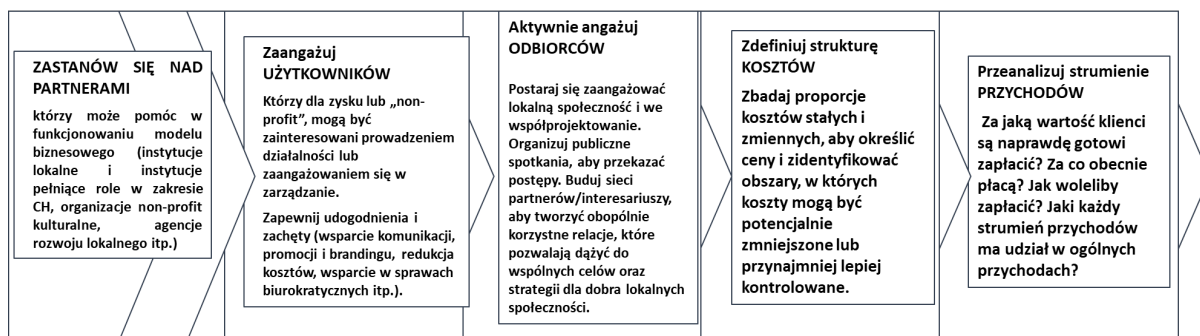 ZASTANÓW SIĘ NAD
PARTNERAMI
którzy może pomóc w
funkcjonowaniu modelu
biznesowego (instytucje
lokalne i instytucje
pełniące role w zakresie
CH, organizacje non-profit
kulturalne, agencje
rozwoju lokalnego itp.)
Zaangażuj
UŻYTKOWNIKÓW
Którzy dla zysku lub „non-
profit”, mogą być
zainteresowani prowadzeniem
działalności lub
zaangażowaniem się w
zarządzanie.
Zapewnij udogodnienia i
zachęty (wsparcie komunikacji,
promocji i brandingu, redukcja
kosztów, wsparcie w sprawach
biurokratycznych itp.).
Aktywnie angażuj
ODBIORCÓW
Postaraj się zaangażować
lokalną społeczność i we
współprojektowanie.
Organizuj publiczne
spotkania, aby przekazać
postępy. Buduj sieci
partnerów/interesariuszy,
aby tworzyć obopólnie
korzystne relacje, które
pozwalają dążyć do
wspólnych celów oraz
strategii dla dobra lokalnych
społeczności.
Zdefiniuj strukturę
KOSZTÓW
Zbadaj proporcje
kosztów stałych i
zmiennych, aby określić
ceny i zidentyfikować
obszary, w których
koszty mogą być
potencjalnie
zmniejszone lub
przynajmniej lepiej
kontrolowane.
Przeanalizuj strumienie
PRZYCHODÓW
Za jaką wartość klienci
są naprawdę gotowi
zapłacić? Za co obecnie
płacą? Jak woleliby
zapłacić? Jaki każdy
strumień przychodów
ma udział w ogólnych
przychodach?